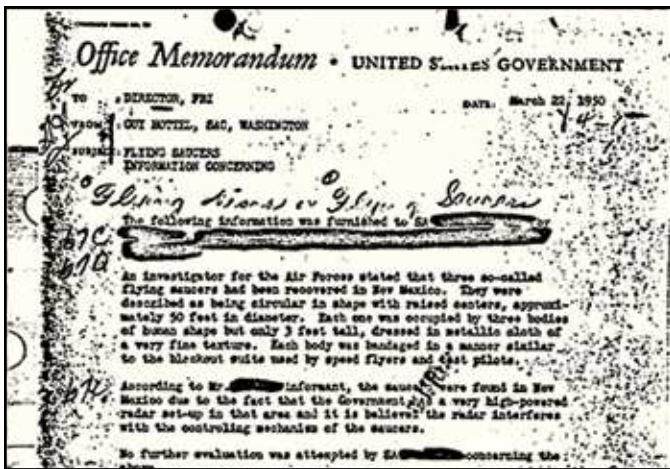 Office Memorandum • UNITED STATES GOVERNMENT
TO : DIRECTOR, FBI
DATE: March 22, 1950
FROM : GUY HOTTEL, SAC, WASHINGTON
SUBJECT: FLYING SAUCERS
INFORMATION CONCERNING
Flying Discs or Flying Saucers
The following information was furnished to SA by
An investigator for the Air Forces stated that three so-called
flying saucers had been recovered in New Mexico. They were
described as being circular in shape with raised centers, approxi-
mately 50 feet in diameter. Each one was occupied by three bodies
of human shape but only 3 feet tall, dressed in metallic cloth of
a very fine texture. Each body was bandaged in a manner similar
to the blackout suits used by speed flyers and test pilots.
According to Mr. informant, the saucers were found in New
Mexico due to the fact that the Government has a very high-powered
radar set-up in that area and it is believed the radar interferes
with the controling mechanism of the saucers.
No further evaluation was attempted by SA concerning the
above.